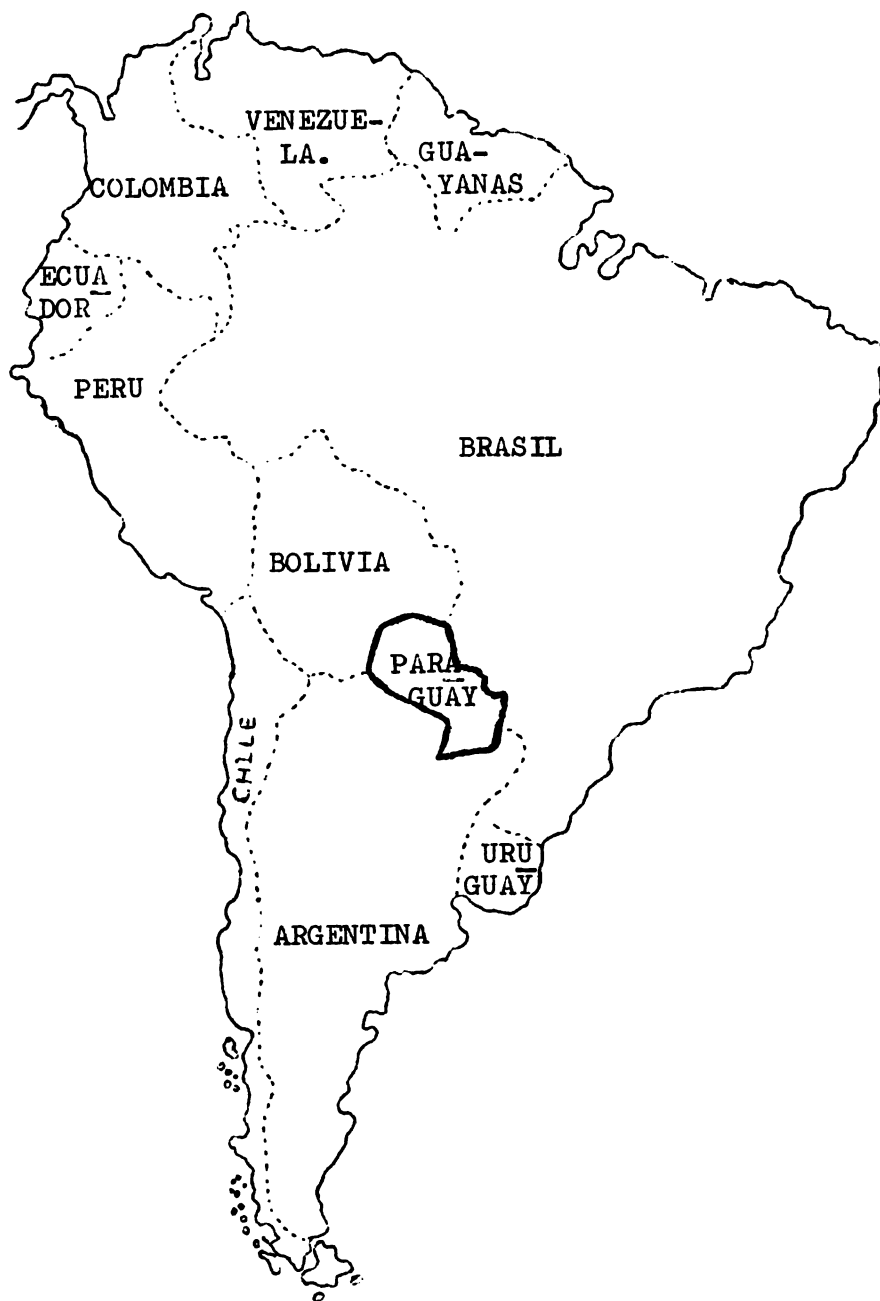 VENEZUE-
LA.
GUA-
YANAS
COLOMBIA
ECUA
DOR
PERU
BRASIL
BOLIVIA
PARA
GUAY
CHILE
URU
GUAY
ARGENTINA